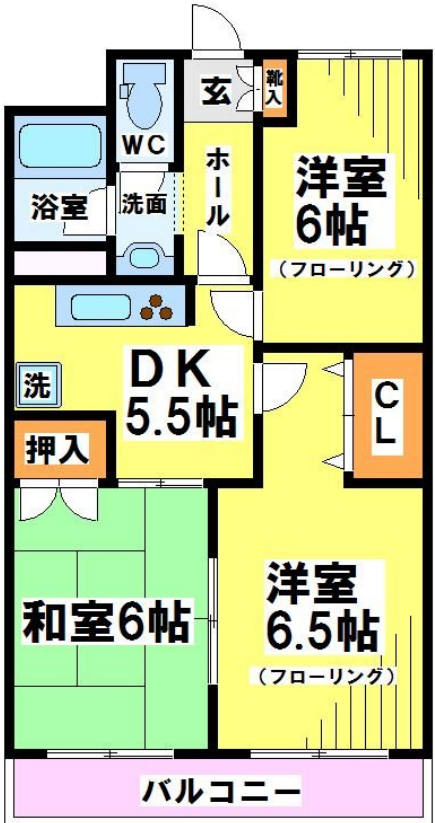 玄
靴入
WC
ホール
洋室
6帖
(フローリング)
浴室
洗面
DK
5.5帖
洗
CL
押入
和室6帖
洋室
6.5帖
(フローリング)
バルコニー